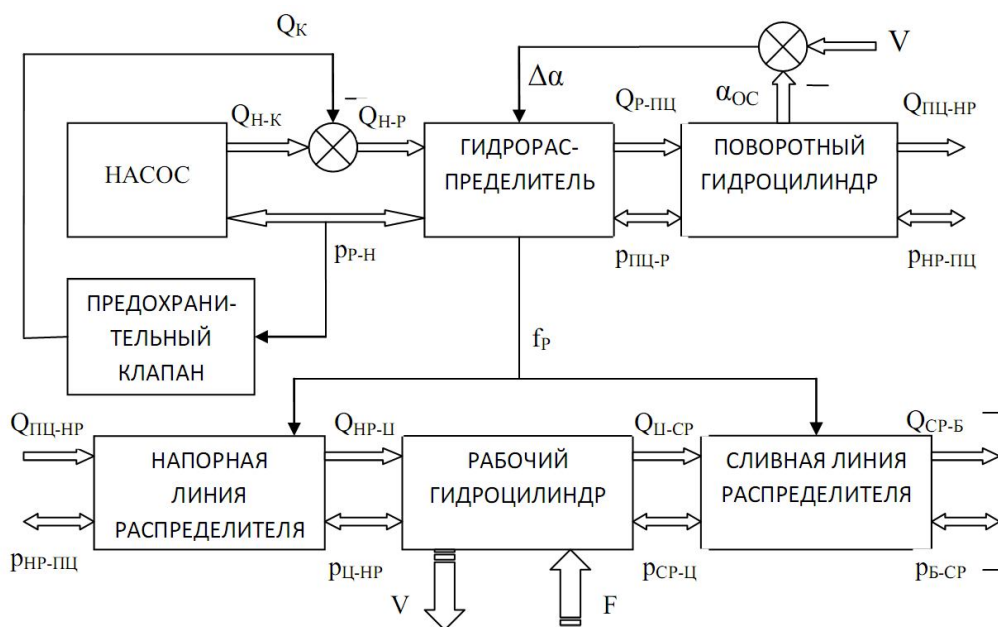 Qк
V
Δα
αОС
QН-К
QН-Р
QР-ПЦ
QПЦ-НР
НАСОС
ГИДРОРАС-
ПРЕДЕЛИТЕЛЬ
ПОВОРОТНЫЙ
ГИДРОЦИЛИНДР
pР-Н
pПЦ-Р
pНР-ПЦ
ПРЕДОХРАНИ-
ТЕЛЬНЫЙ
КЛАПАН
fР
QПЦ-НР
QНР-Ц
QЦ-СР
QСР-Б
НАПОРНАЯ
ЛИНИЯ
РАСПРЕДЕЛИТЕЛЯ
РАБОЧИЙ
ГИДРОЦИЛИНДР
СЛИВНАЯ ЛИНИЯ
РАСПРЕДЕЛИТЕЛЯ
pНР-ПЦ
pЦ-НР
pСР-Ц
pБ-СР
V
F